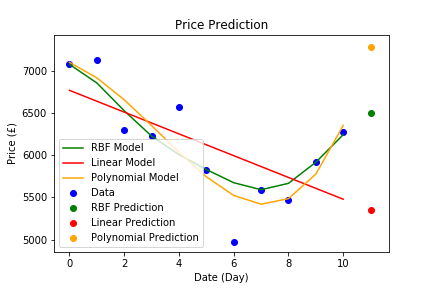 Price Prediction
Price (£)
7000
6500
6000
5500
5000
RBF Model
Linear Model
Polynomial Model
Data
RBF Prediction
Linear Prediction
Polynomial Prediction
0 2 4 6 8 10
Date (Day)